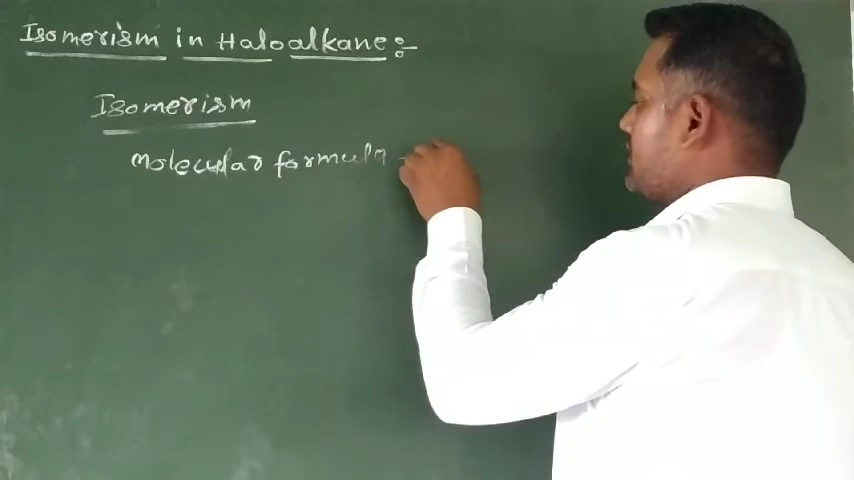 Isomerism in Haloalkane :-
Isomerism
Molecular formula -